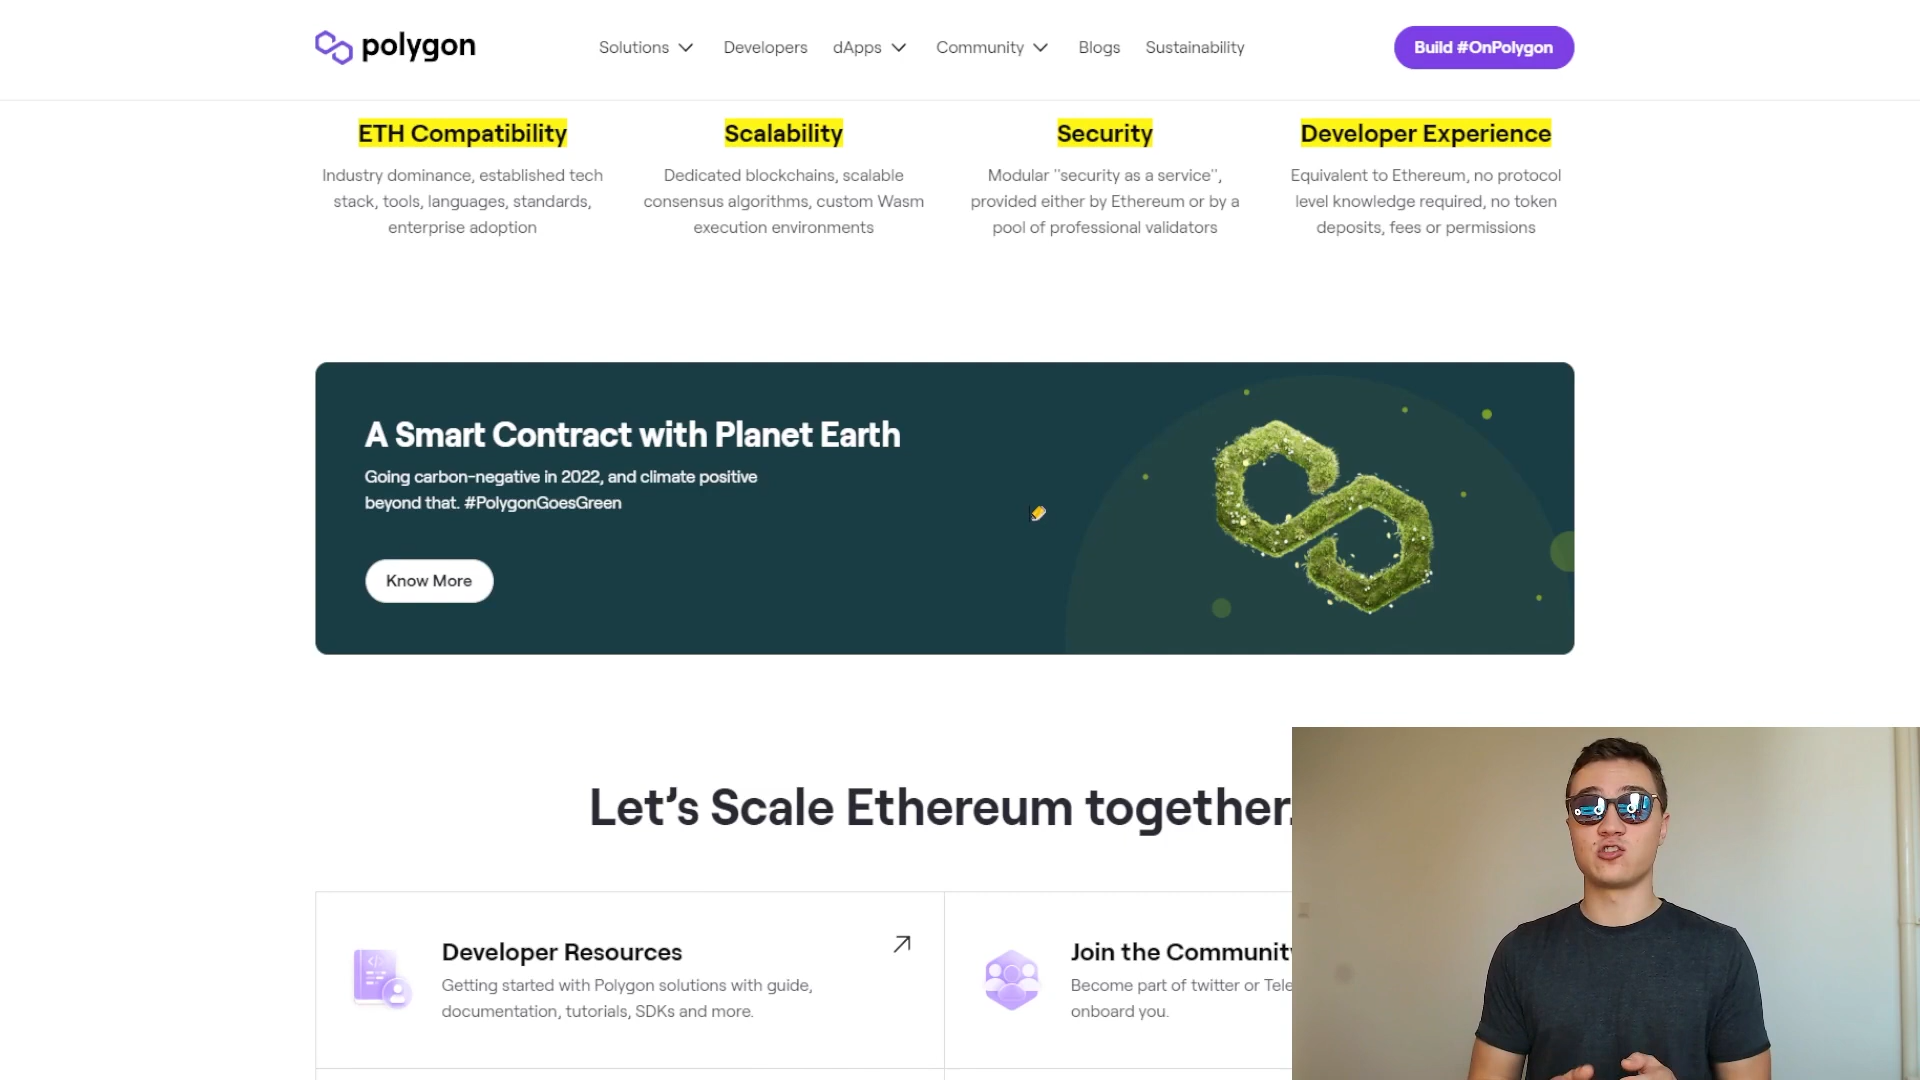 polygon
Solutions
Developers
dApps
Community
Blogs
Sustainability
Build #OnPolygon
ETH Compatibility
Industry dominance, established tech
stack, tools, languages, standards,
enterprise adoption
Scalability
Dedicated blockchains, scalable
consensus algorithms, custom Wasm
execution environments
Security
Modular "security as a service",
provided either by Ethereum or by a
pool of professional validators
Developer Experience
Equivalent to Ethereum, no protocol
level knowledge required, no token
deposits, fees or permissions
A Smart Contract with Planet Earth
Going carbon-negative in 2022, and climate positive
beyond that. #PolygonGoesGreen
Know More
Let's Scale Ethereum together.
Developer Resources
Getting started with Polygon solutions with guide,
documentation, tutorials, SDKs and more.
Join the Community
Become part of twitter or Tele
onboard you.